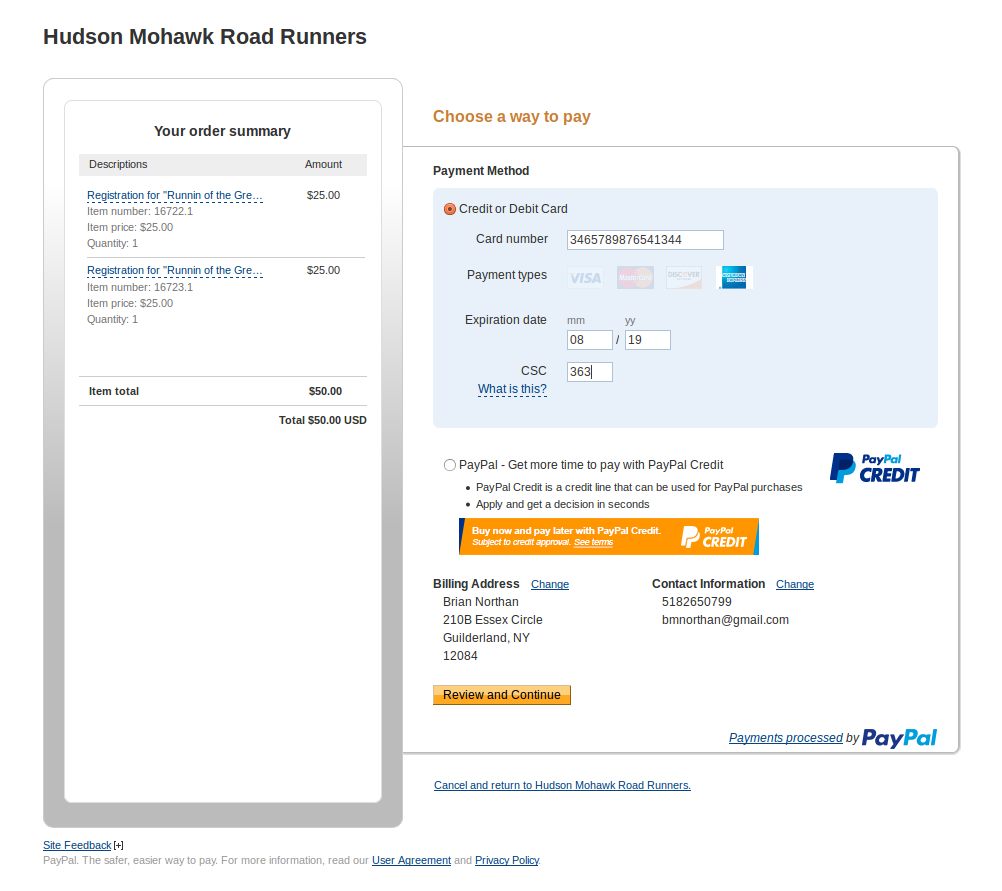 Hudson Mohawk Road Runners
Your order summary
Descriptions Amount
Registration for "Runnin of the Gre... $25.00
Item number: 16722.1
Item price: $25.00
Quantity: 1
Registration for "Runnin of the Gre... $25.00
Item number: 16723.1
Item price: $25.00
Quantity: 1
Item total $50.00
Total $50.00 USD
Choose a way to pay
Payment Method
Credit or Debit Card
Card number 3465789876541344
Payment types VISA MasterCard DISCOVER AMERICAN EXPRESS
Expiration date mm yy
08 / 19
CSC 363
What is this?
PayPal - Get more time to pay with PayPal Credit
PayPal CREDIT
• PayPal Credit is a credit line that can be used for PayPal purchases
• Apply and get a decision in seconds
Buy now and pay later with PayPal Credit.
Subject to credit approval. See terms
PayPal CREDIT
Billing Address Change
Brian Northan
210B Essex Circle
Guilderland, NY
12084
Contact Information Change
5182650799
bmnorthan@gmail.com
Review and Continue
Payments processed by PayPal
Cancel and return to Hudson Mohawk Road Runners.
Site Feedback [+]
PayPal. The safer, easier way to pay. For more information, read our User Agreement and Privacy Policy.